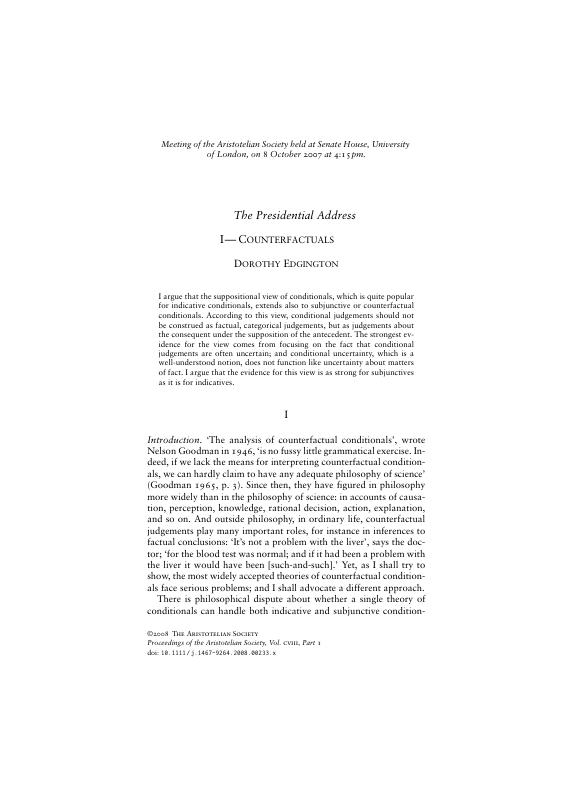 Meeting of the Aristotelian Society held at Senate House, University
of London, on 8 October 2007 at 4:15 pm.
The Presidential Address
I— COUNTERFACTUALS
DOROTHY EDGINGTON
I argue that the suppositional view of conditionals, which is quite popular
for indicative conditionals, extends also to subjunctive or counterfactual
conditionals. According to this view, conditional judgements should not
be construed as factual, categorical judgements, but as judgements about
the consequent under the supposition of the antecedent. The strongest ev-
idence for the view comes from focusing on the fact that conditional
judgements are often uncertain; and conditional uncertainty, which is a
well-understood notion, does not function like uncertainty about matters
of fact. I argue that the evidence for this view is as strong for subjunctives
as it is for indicatives.
I
Introduction. ‘The analysis of counterfactual conditionals’, wrote
Nelson Goodman in 1946, ‘is no fussy little grammatical exercise. In-
deed, if we lack the means for interpreting counterfactual condition-
als, we can hardly claim to have any adequate philosophy of science’
(Goodman 1965, p. 3). Since then, they have figured in philosophy
more widely than in the philosophy of science: in accounts of causa-
tion, perception, knowledge, rational decision, action, explanation,
and so on. And outside philosophy, in ordinary life, counterfactual
judgements play many important roles, for instance in inferences to
factual conclusions: ‘It’s not a problem with the liver’, says the doc-
tor; ‘for the blood test was normal; and if it had been a problem with
the liver it would have been [such-and-such].’ Yet, as I shall try to
show, the most widely accepted theories of counterfactual condition-
als face serious problems; and I shall advocate a different approach.
There is philosophical dispute about whether a single theory of
conditionals can handle both indicative and subjunctive condition-
©2008 THE ARISTOTELIAN SOCIETY
Proceedings of the Aristotelian Society, Vol. CVIII, Part 1
doi: 10.1111/j.1467-9264.2008.00233.x